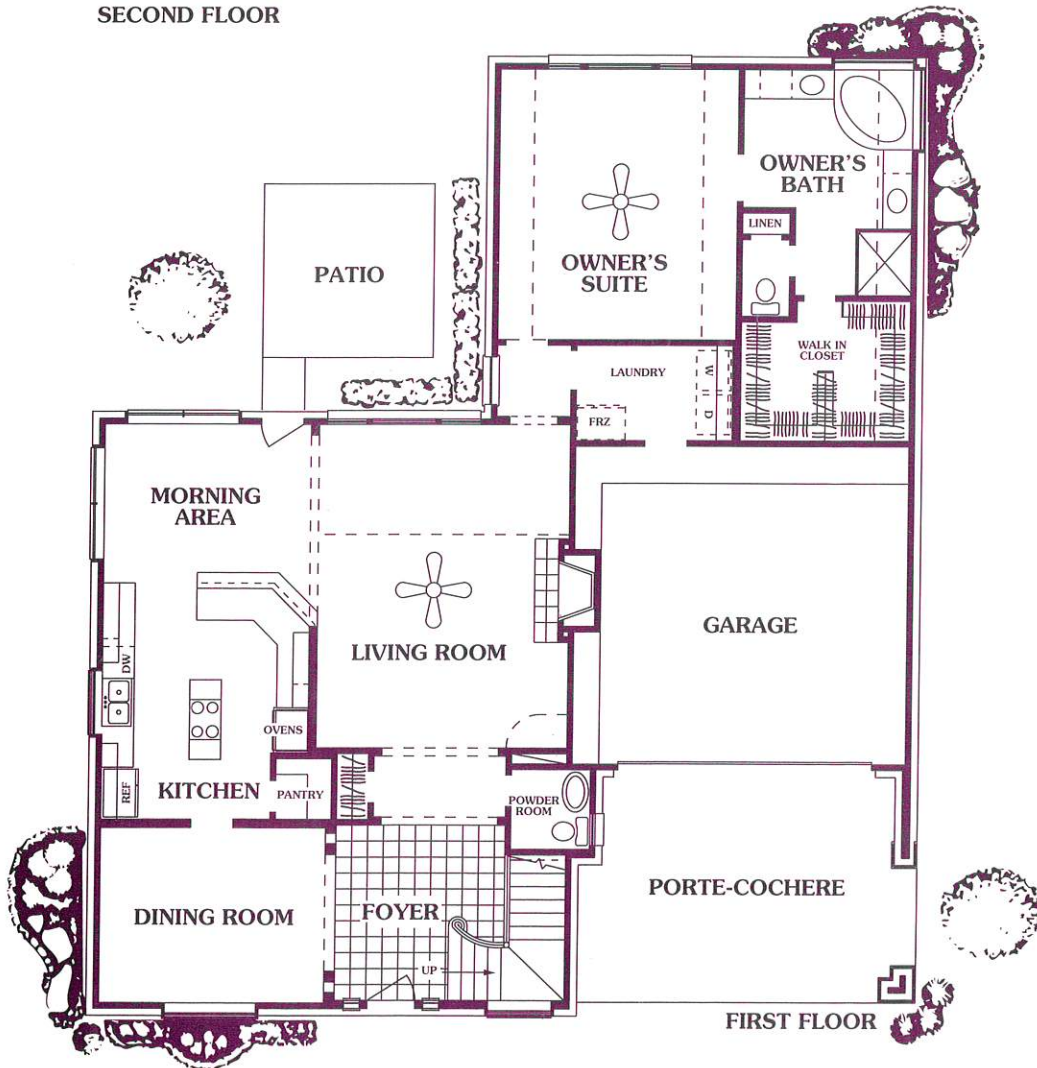 SECOND FLOOR
OWNER'S
BATH
LINEN
PATIO
OWNER'S
SUITE
WALK IN
CLOSET
LAUNDRY
W
D
FRZ
MORNING
AREA
GARAGE
LIVING ROOM
DW
OVENS
REF
KITCHEN
PANTRY
POWDER
ROOM
PORTE-COCHERE
DINING ROOM
FOYER
UP
FIRST FLOOR